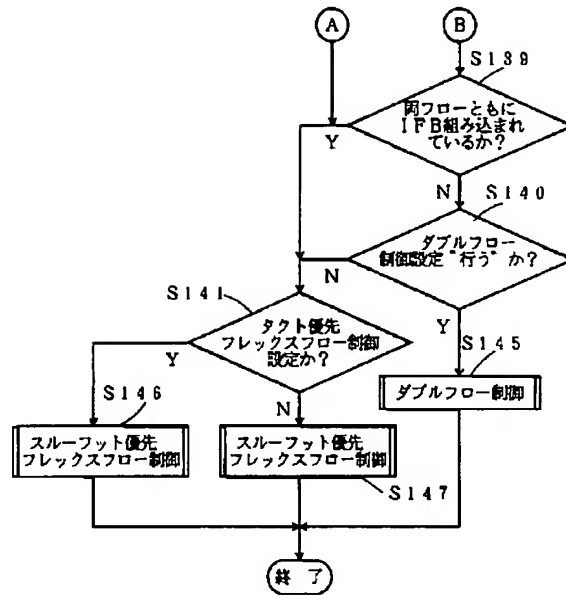 A
B
S139
両フローともに
IFB組み込まれ
ているか?
Y
N
S140
ダブルフロー
制御設定"行う"か?
N
Y
S141
タクト優先
フレックスフロー制御
設定か?
Y
N
S145
ダブルフロー制御
S146
スルーフット優先
フレックスフロー制御
スルーフット優先
フレックスフロー制御
S147
終 了